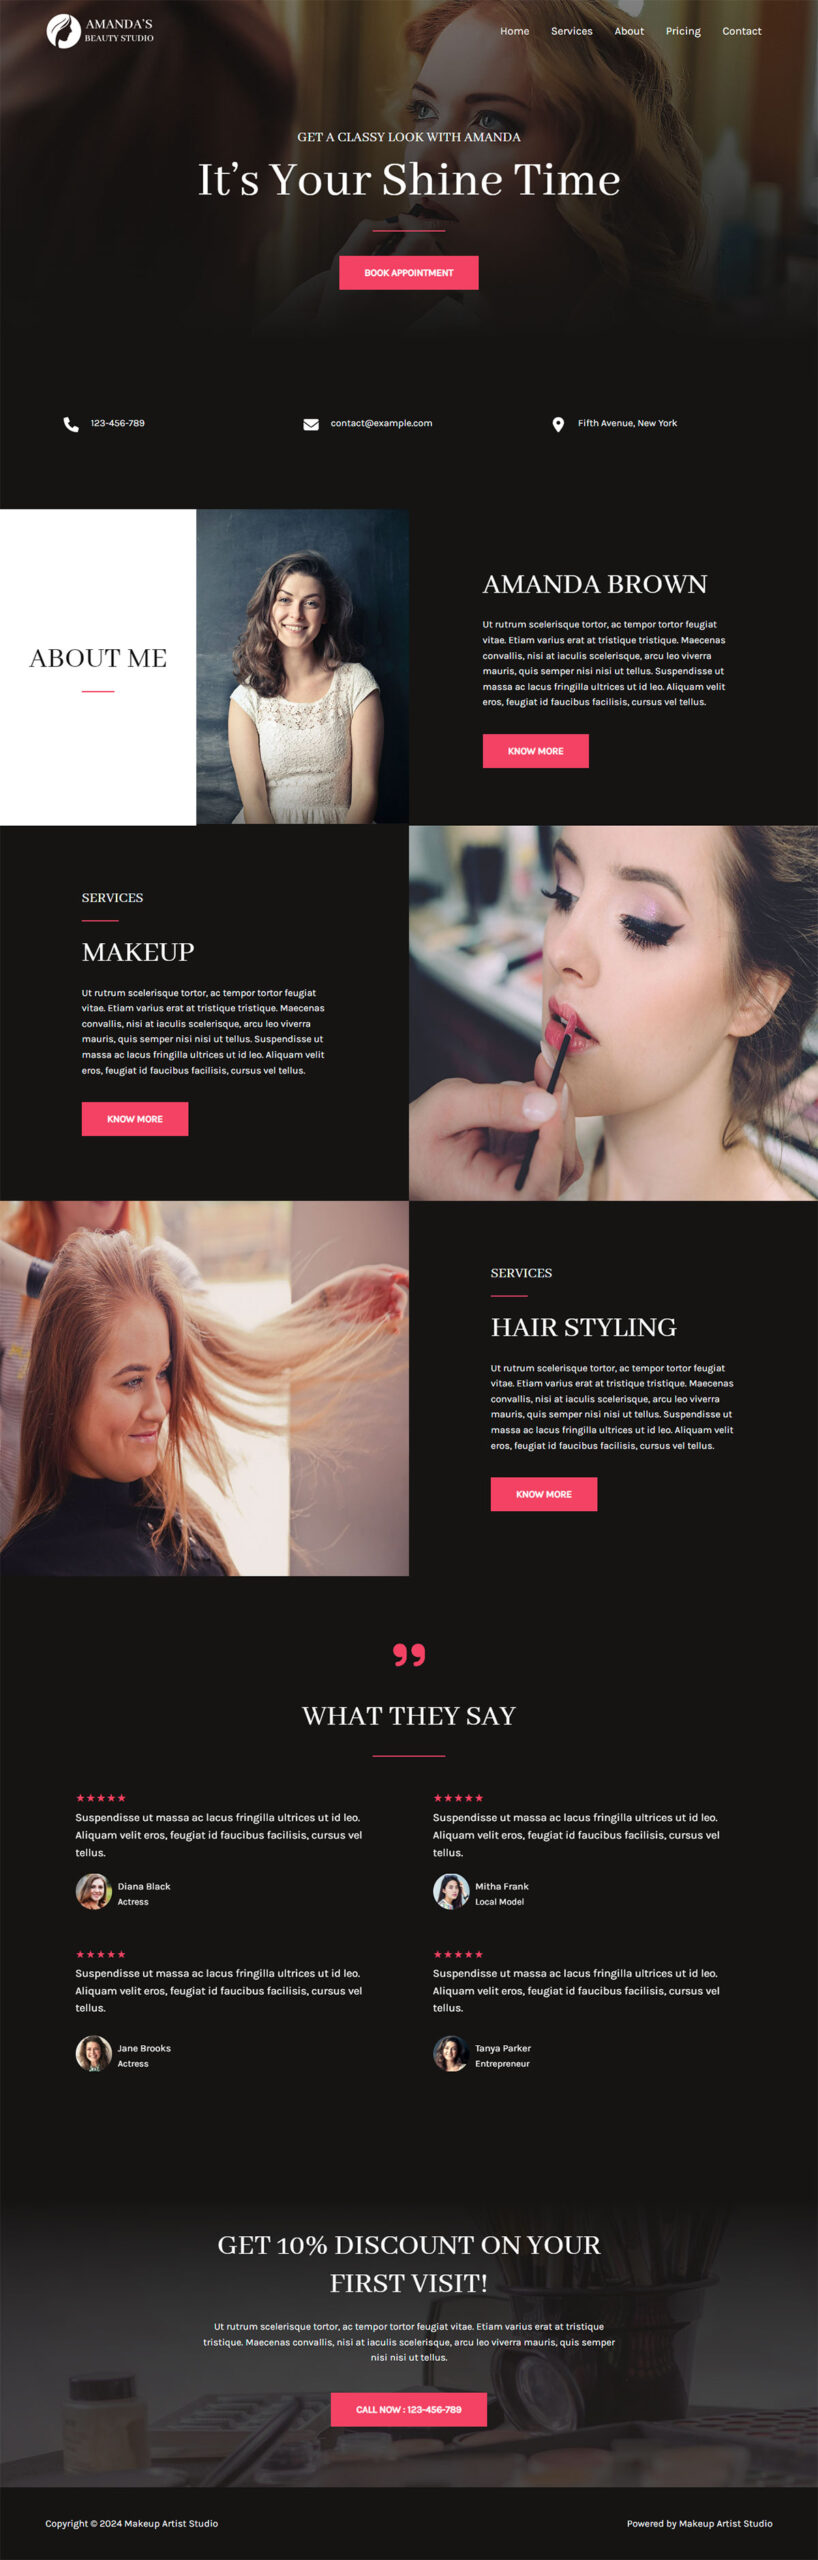 AMANDA'S
BEAUTY STUDIO
Home
Services
About
Pricing
Contact
GET A CLASSY LOOK WITH AMANDA
It's Your Shine Time
BOOK APPOINTMENT
123-456-789
contact@example.com
Fifth Avenue, New York
ABOUT ME
AMANDA BROWN
Ut rutrum scelerisque tortor, ac tempor tortor feugiat
vitae. Etiam varius erat at tristique tristique. Maecenas
convallis, nisi at iaculis scelerisque, arcu leo viverra
mauris, quis semper nisi nisi ut tellus. Suspendisse ut
massa ac lacus fringilla ultrices ut id leo. Aliquam velit
eros, feugiat id faucibus facilisis, cursus vel tellus.
KNOW MORE
SERVICES
MAKEUP
Ut rutrum scelerisque tortor, ac tempor tortor feugiat
vitae. Etiam varius erat at tristique tristique. Maecenas
convallis, nisi at iaculis scelerisque, arcu leo viverra
mauris, quis semper nisi nisi ut tellus. Suspendisse ut
massa ac lacus fringilla ultrices ut id leo. Aliquam velit
eros, feugiat id faucibus facilisis, cursus vel tellus.
KNOW MORE
SERVICES
HAIR STYLING
Ut rutrum scelerisque tortor, ac tempor tortor feugiat
vitae. Etiam varius erat at tristique tristique. Maecenas
convallis, nisi at iaculis scelerisque, arcu leo viverra
mauris, quis semper nisi nisi ut tellus. Suspendisse ut
massa ac lacus fringilla ultrices ut id leo. Aliquam velit
eros, feugiat id faucibus facilisis, cursus vel tellus.
KNOW MORE
WHAT THEY SAY
Suspendisse ut massa ac lacus fringilla ultrices ut id leo.
Aliquam velit eros, feugiat id faucibus facilisis, cursus vel
tellus.
Diana Black
Actress
Suspendisse ut massa ac lacus fringilla ultrices ut id leo.
Aliquam velit eros, feugiat id faucibus facilisis, cursus vel
tellus.
Mitha Frank
Local Model
Suspendisse ut massa ac lacus fringilla ultrices ut id leo.
Aliquam velit eros, feugiat id faucibus facilisis, cursus vel
tellus.
Jane Brooks
Actress
Suspendisse ut massa ac lacus fringilla ultrices ut id leo.
Aliquam velit eros, feugiat id faucibus facilisis, cursus vel
tellus.
Tanya Parker
Entrepreneur
GET 10% DISCOUNT ON YOUR
FIRST VISIT!
Ut rutrum scelerisque tortor, ac tempor tortor feugiat vitae. Etiam varius erat at tristique
tristique. Maecenas convallis, nisi at iaculis scelerisque, arcu leo viverra mauris, quis semper
nisi nisi ut tellus.
CALL NOW : 123-456-789
Copyright © 2024 Makeup Artist Studio
Powered by Makeup Artist Studio